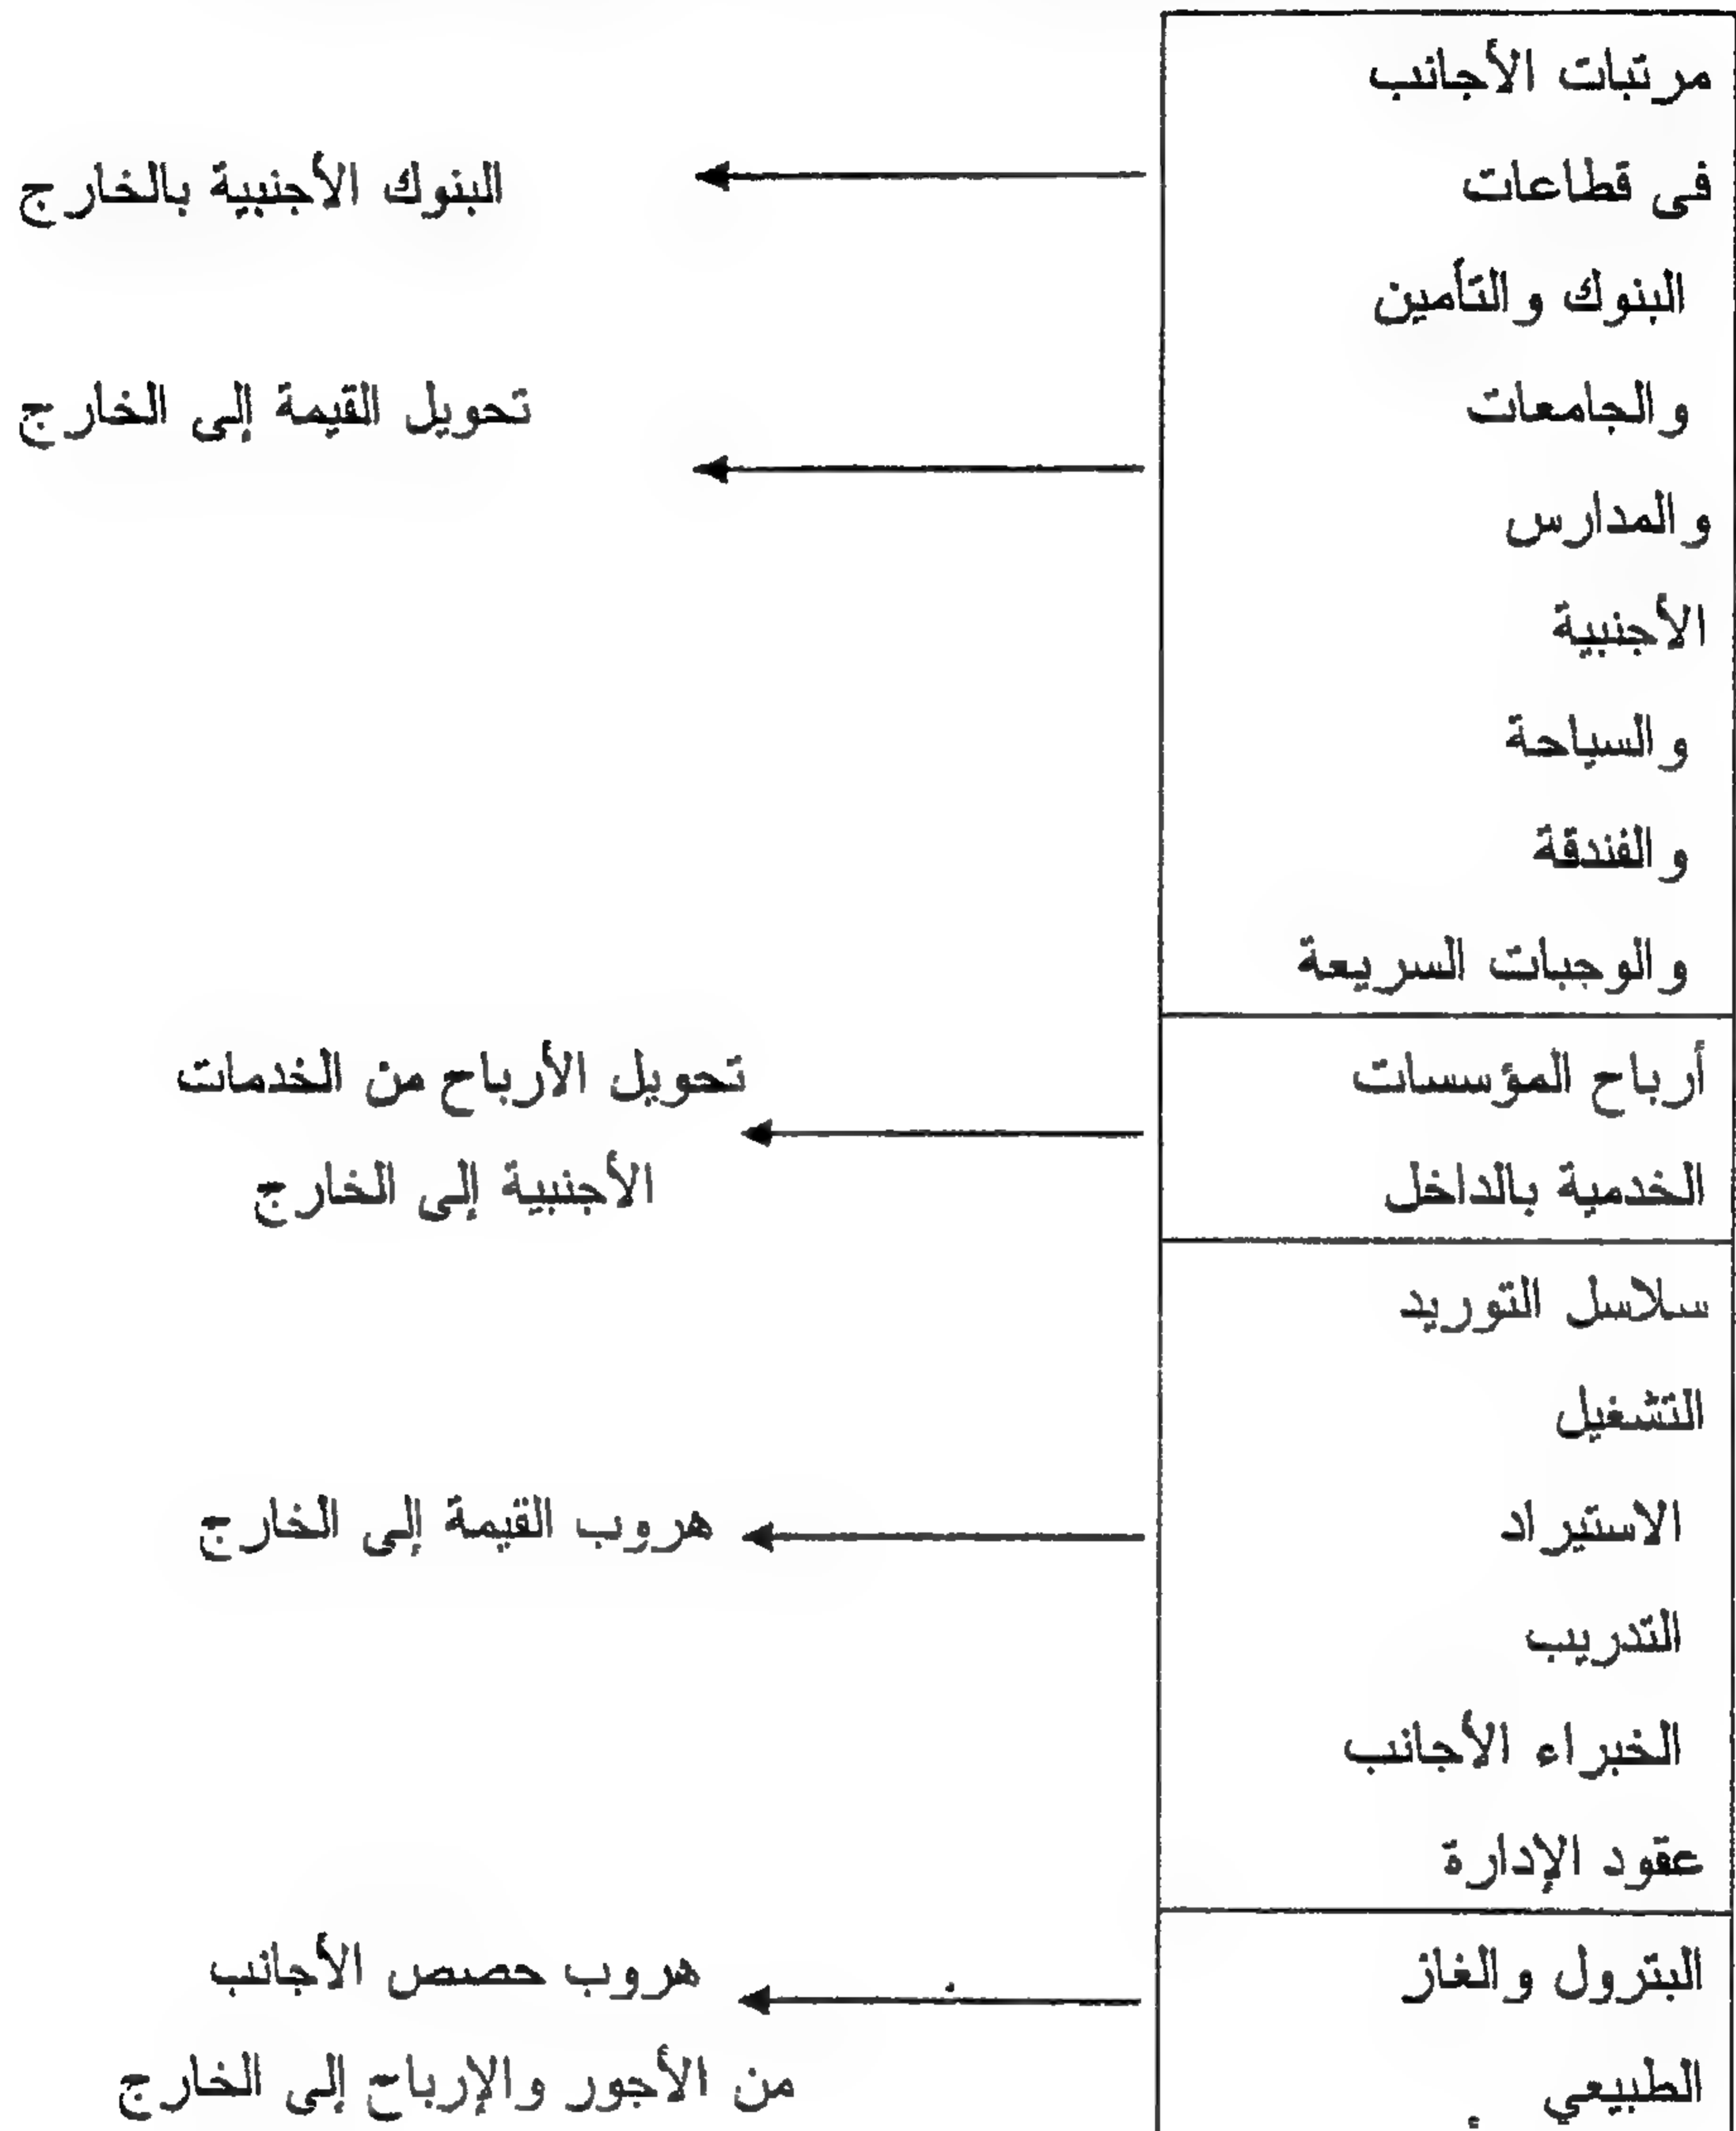 مرتبات الأجانب
فى قطاعات
البنوك الأجنبية بالخارج
البنوك والتأمين
والجامعات
تحويل القيمة إلى الخارج
والمدارس
الأجنبية
والسياحة
والفندقة
والوجبات السريعة
أرباح المؤسسات
تحويل الأرباح من الخدمات
الخدمية بالداخل
الأجنبية إلى الخارج
سلاسل التوريد
التشغيل
الاستيراد
هروب القيمة إلى الخارج
التدريب
الخبراء الأجانب
عقود الإدارة
البترول والغاز
هروب حصص الأجانب
الطبيعي
من الأجور والإرباح إلى الخارج